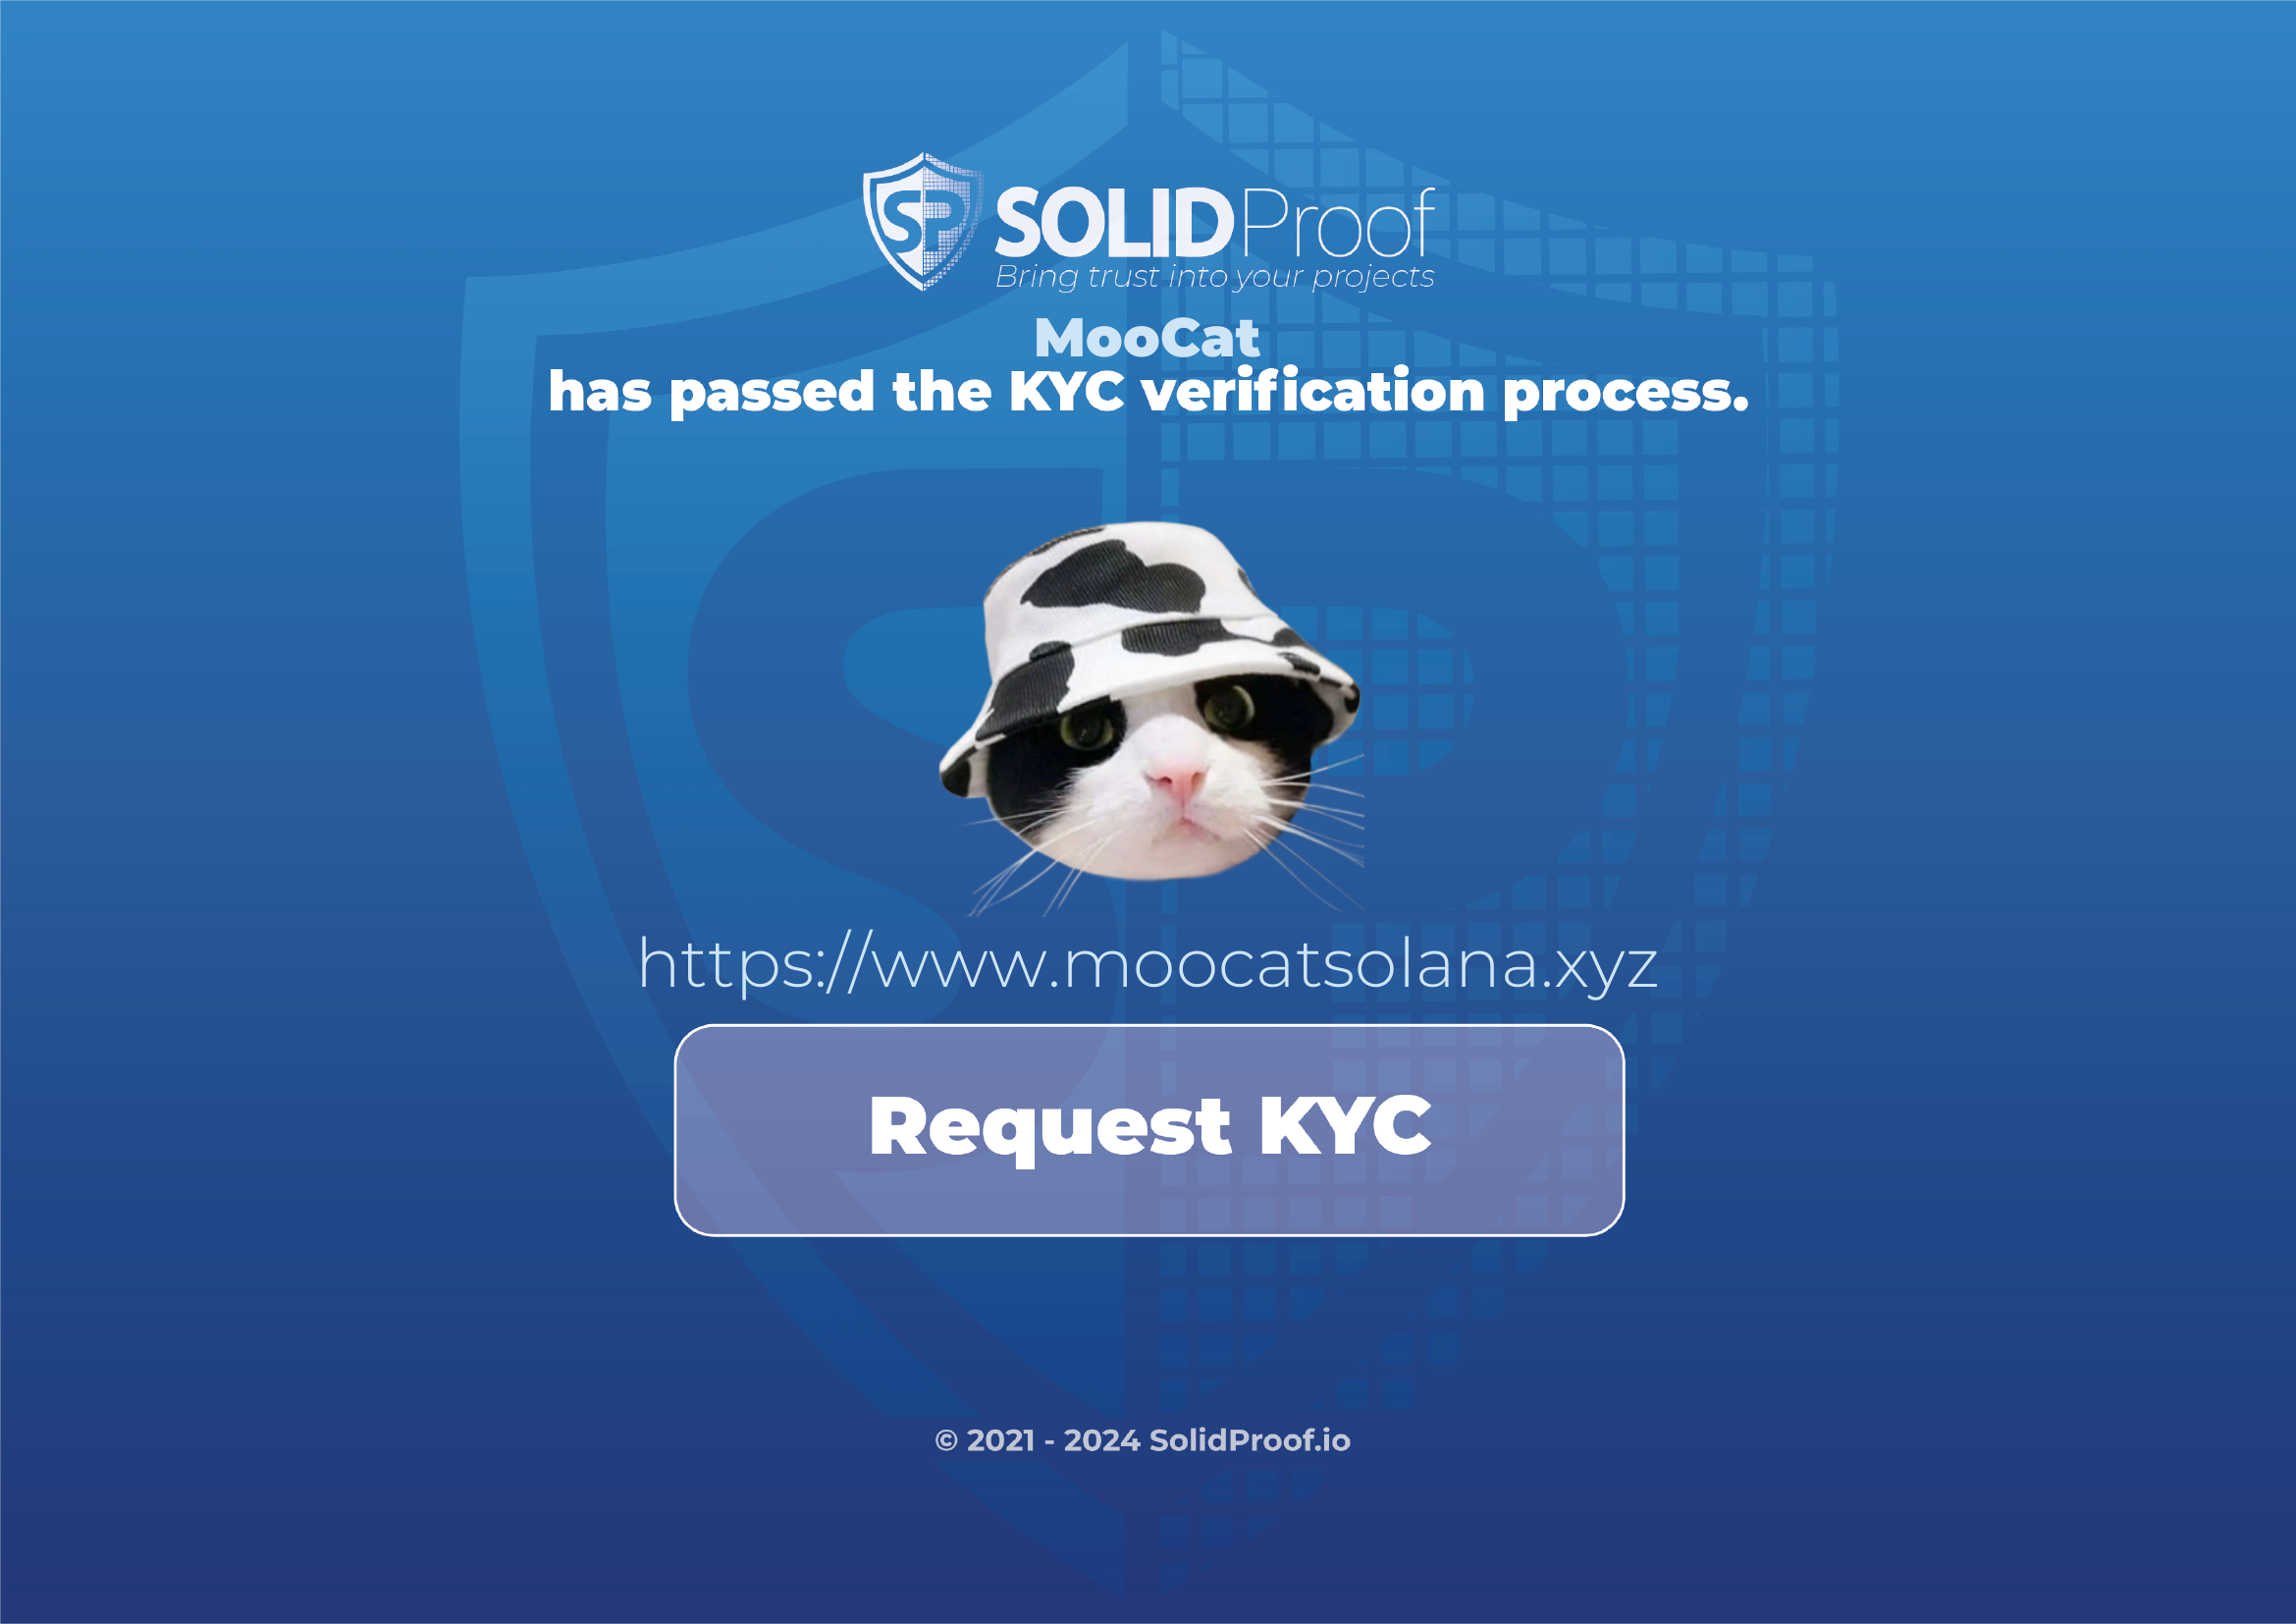 SP
SOLIDProof
Bring trust into your projects
MooCat
has passed the KYC verification process.
https://www.moocatsolana.xyz
Request KYC
© 2021 - 2024 SolidProof.io